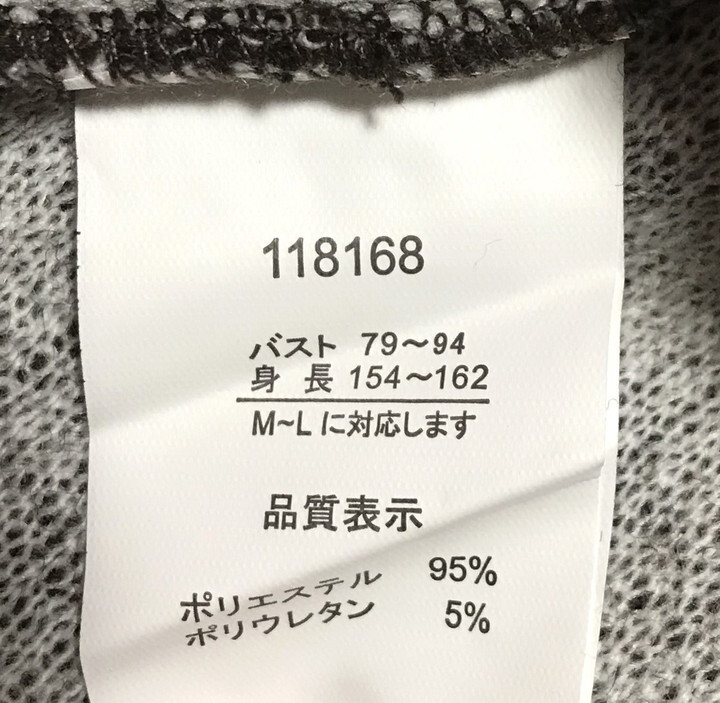 118168
バスト 79～94
身 長 154～162
M~L に対応します
品質表示
ポリエステル 95%
ポリウレタン 5%